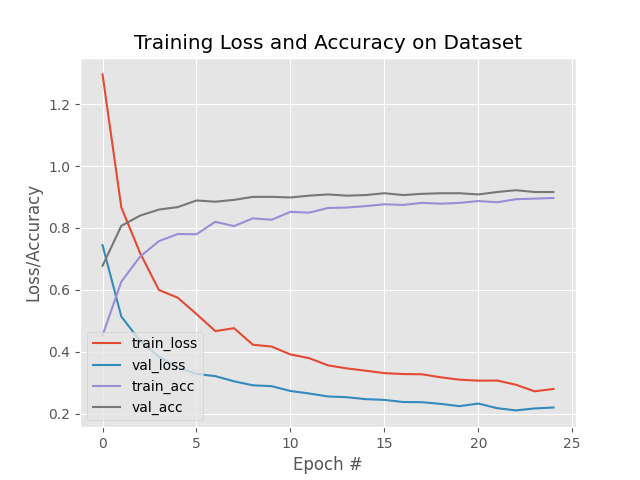 Training Loss and Accuracy on Dataset
1.2
1.0
0.8
0.6
0.4
0.2
Loss/Accuracy
train_loss
val_loss
train_acc
val_acc
0
5
10
15
20
25
Epoch #